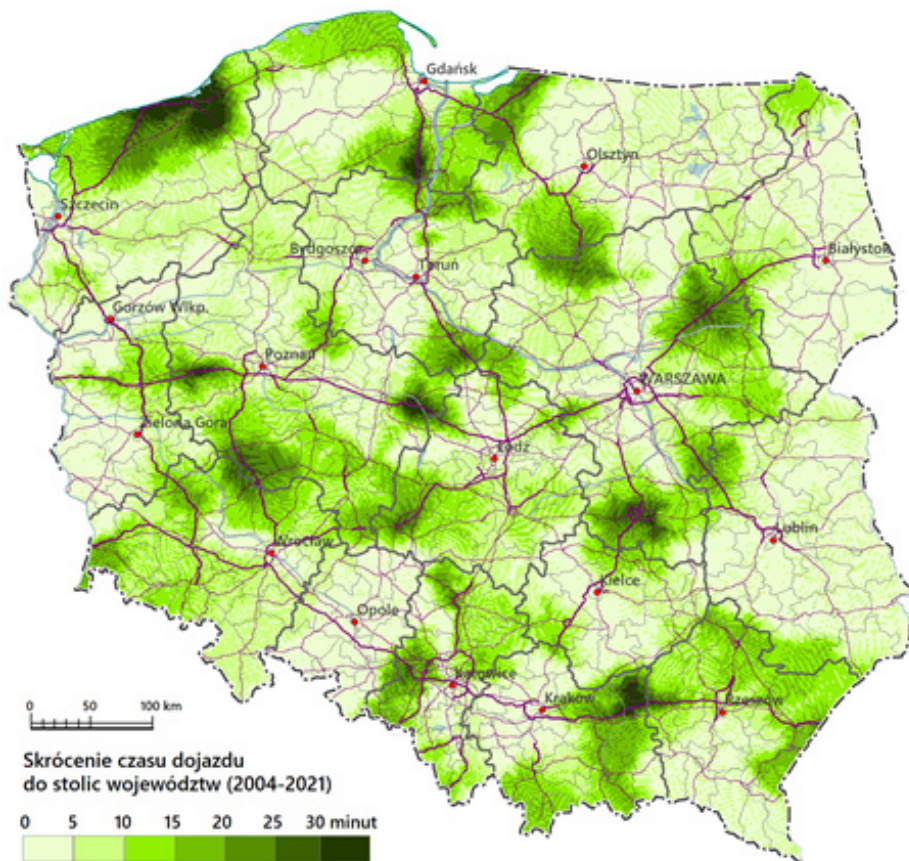 Gdańsk
Olsztyn
Szczecin
Bydgoszcz
Toruń
Białystok
Gorzów Wlkp.
Poznań
WARSZAWA
Zielona Góra
Łódź
Wrocław
Lublin
Kielce
Opole
Katowice
Kraków
Rzeszów
0 50 100 km
Skrócenie czasu dojazdu
do stolic województw (2004-2021)
0 5 10 15 20 25 30 minut